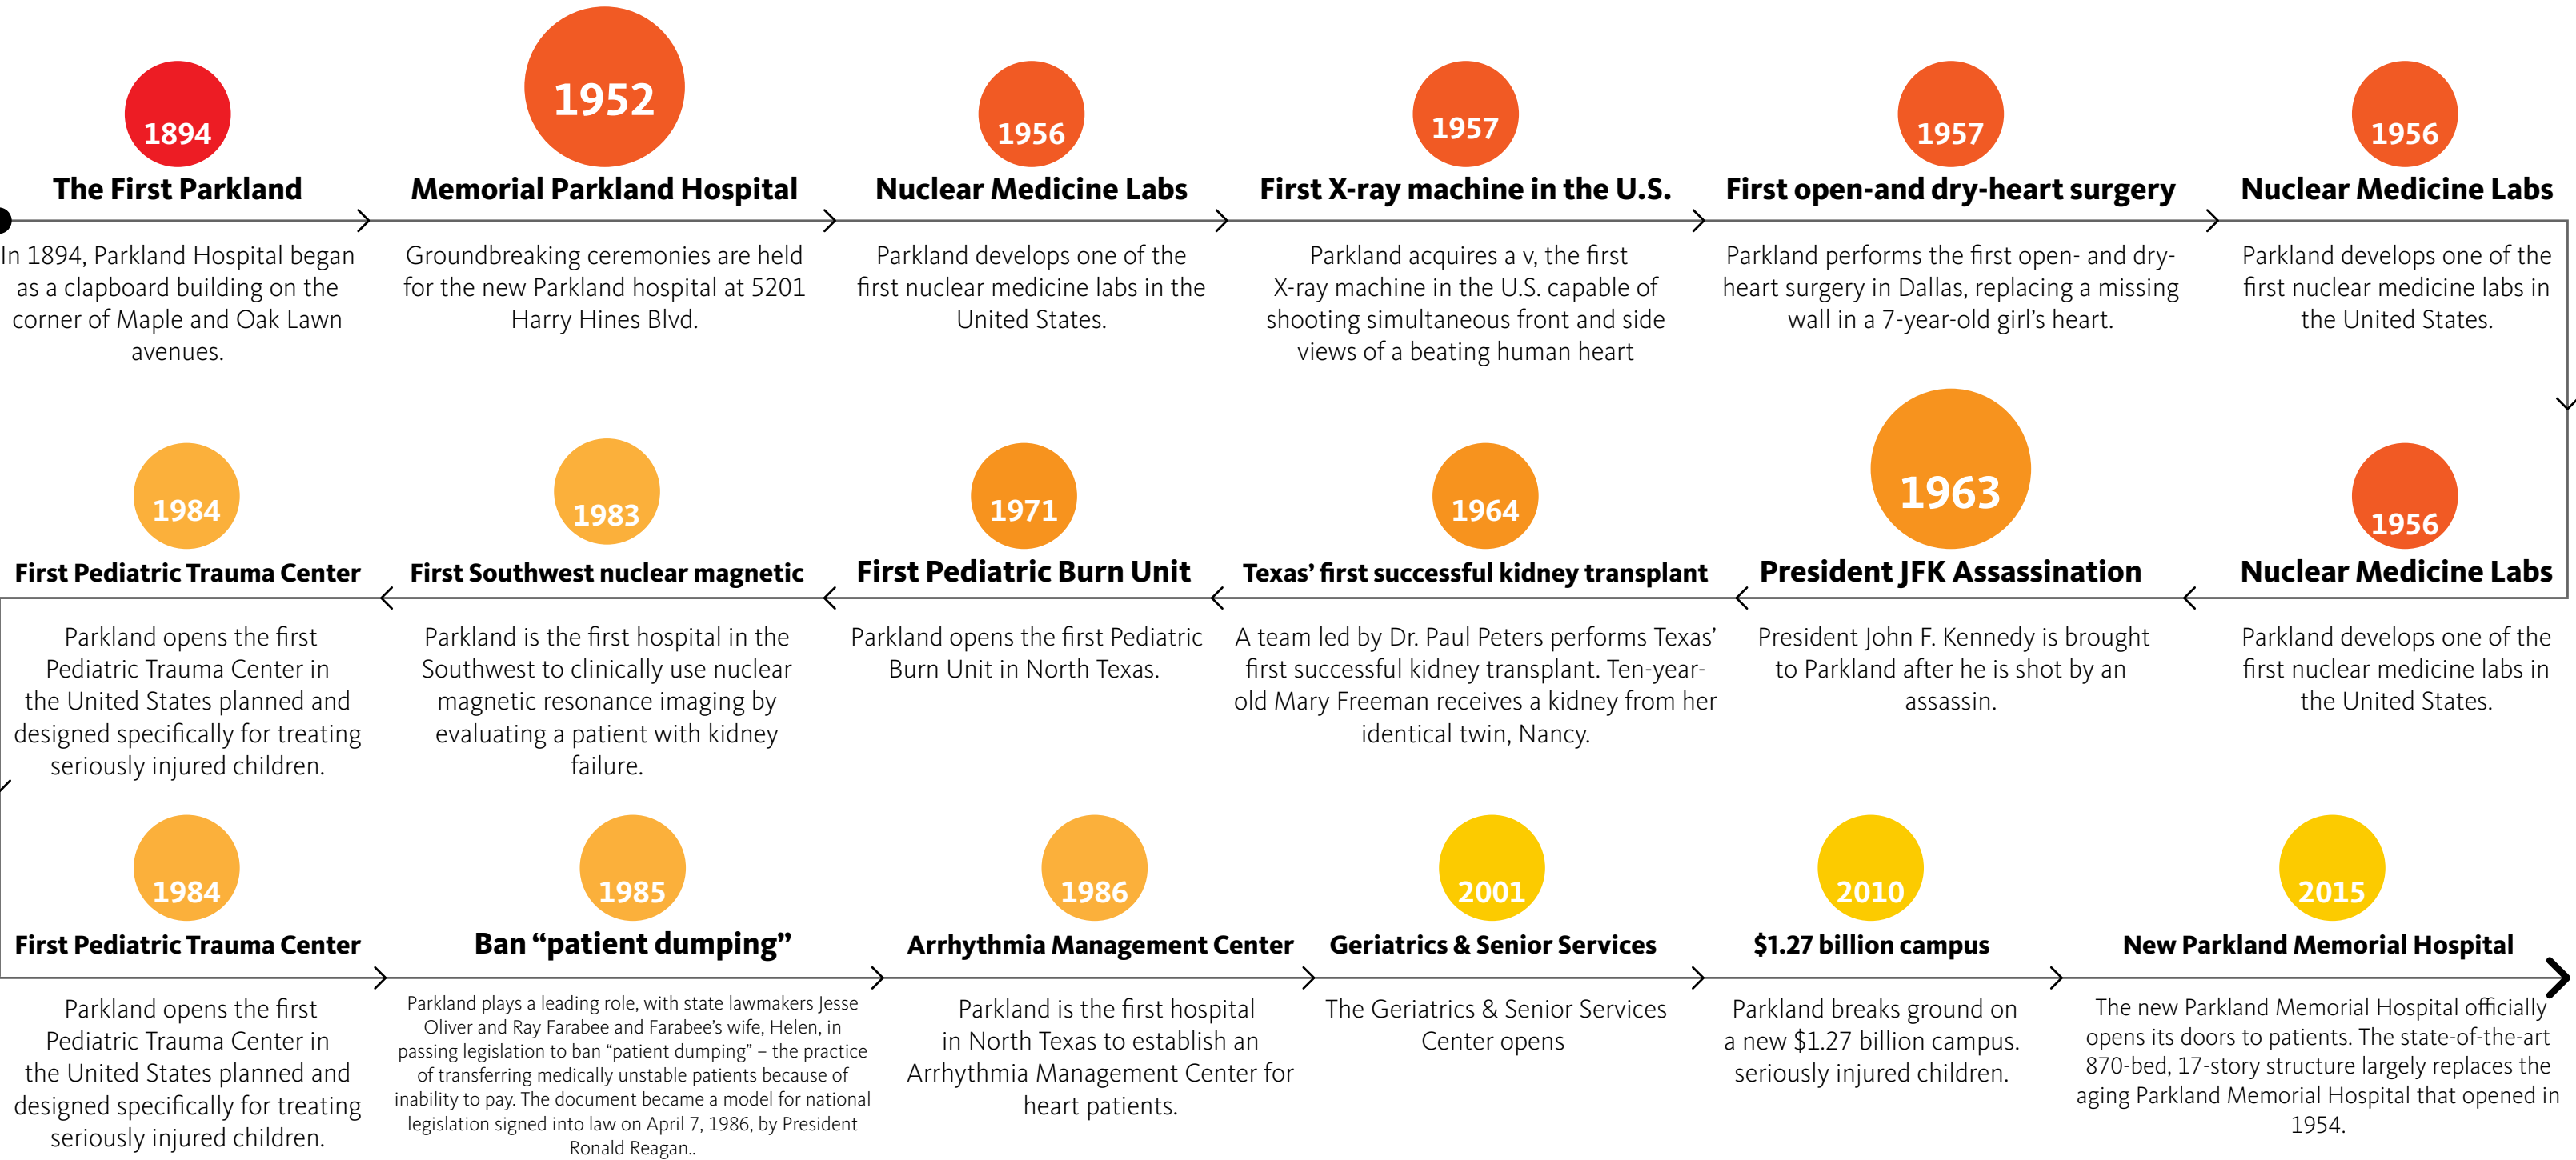 1894
The First Parkland
In 1894, Parkland Hospital began
as a clapboard building on the
corner of Maple and Oak Lawn
avenues.
1952
Memorial Parkland Hospital
Groundbreaking ceremonies are held
for the new Parkland hospital at 5201
Harry Hines Blvd.
1956
Nuclear Medicine Labs
Parkland develops one of the
first nuclear medicine labs in the
United States.
1957
First X-ray machine in the U.S.
Parkland acquires a v, the first
X-ray machine in the U.S. capable of
shooting simultaneous front and side
views of a beating human heart
1957
First open-and dry-heart surgery
Parkland performs the first open- and dry-
heart surgery in Dallas, replacing a missing
wall in a 7-year-old girl’s heart.
1956
Nuclear Medicine Labs
Parkland develops one of the
first nuclear medicine labs in
the United States.
1956
Nuclear Medicine Labs
Parkland develops one of the
first nuclear medicine labs in
the United States.
1963
President JFK Assassination
President John F. Kennedy is brought
to Parkland after he is shot by an
assassin.
1964
Texas’ first successful kidney transplant
A team led by Dr. Paul Peters performs Texas’
first successful kidney transplant. Ten-year-
old Mary Freeman receives a kidney from her
identical twin, Nancy.
1971
First Pediatric Burn Unit
Parkland opens the first Pediatric
Burn Unit in North Texas.
1983
First Southwest nuclear magnetic
Parkland is the first hospital in the
Southwest to clinically use nuclear
magnetic resonance imaging by
evaluating a patient with kidney
failure.
1984
First Pediatric Trauma Center
Parkland opens the first
Pediatric Trauma Center in
the United States planned and
designed specifically for treating
seriously injured children.
1984
First Pediatric Trauma Center
Parkland opens the first
Pediatric Trauma Center in
the United States planned and
designed specifically for treating
seriously injured children.
1985
Ban “patient dumping”
Parkland plays a leading role, with state lawmakers Jesse
Oliver and Ray Farabee and Farabee’s wife, Helen, in
passing legislation to ban “patient dumping” – the practice
of transferring medically unstable patients because of
inability to pay. The document became a model for national
legislation signed into law on April 7, 1986, by President
Ronald Reagan..
1986
Arrhythmia Management Center
Parkland is the first hospital
in North Texas to establish an
Arrhythmia Management Center for
heart patients.
2001
Geriatrics & Senior Services
The Geriatrics & Senior Services
Center opens
2010
$1.27 billion campus
Parkland breaks ground on
a new $1.27 billion campus.
seriously injured children.
2015
New Parkland Memorial Hospital
The new Parkland Memorial Hospital officially
opens its doors to patients. The state-of-the-art
870-bed, 17-story structure largely replaces the
aging Parkland Memorial Hospital that opened in
1954.